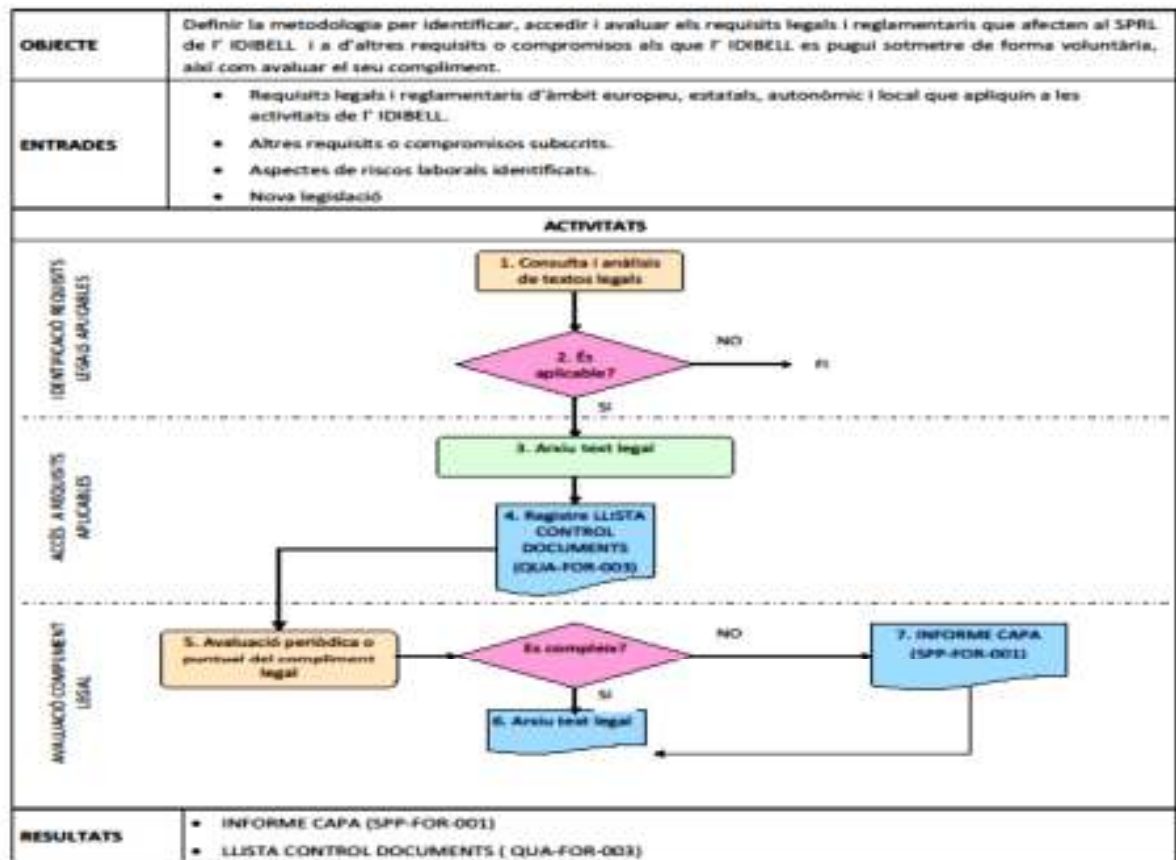 OBJECTE
Definir la metodologia per identificar, accedir i avaluar els requisits legals i reglamentaris que afecten al SPRL
de l' IDIBELL i a d'altres requisits o compromisos als que l' IDIBELL es pugui sotmetre de forma voluntària,
així com avaluar el seu compliment.
ENTRADES
• Requisits legals i reglamentaris d'àmbit europeu, estatals, autonòmic i local que apliquin a les
activitats de l' IDIBELL.
• Altres requisits o compromisos subscrits.
• Aspectes de riscos laborals identificats.
• Nova legislació
ACTIVITATS
IDENTIFICACIÓ REQUISITS
LEGALS APLICABLES
1. Consulta i anàlisis
de textos legals
2. És
aplicable?
NO
FI
SI
ACCÉS A REQUISITS
APLICABLES
3. Arxiu text legal
4. Registre LLISTA
CONTROL
DOCUMENTS
(QUA-FOR-003)
AVALUACIÓ COMPLIMENT
LEGAL
5. Avaluació periòdica o
puntual del compliment
legal
Es compleix?
NO
7. INFORME CAPA
(SPP-FOR-001)
SI
6. Arxiu text legal
RESULTATS
• INFORME CAPA (SPP-FOR-001)
• LLISTA CONTROL DOCUMENTS ( QUA-FOR-003)